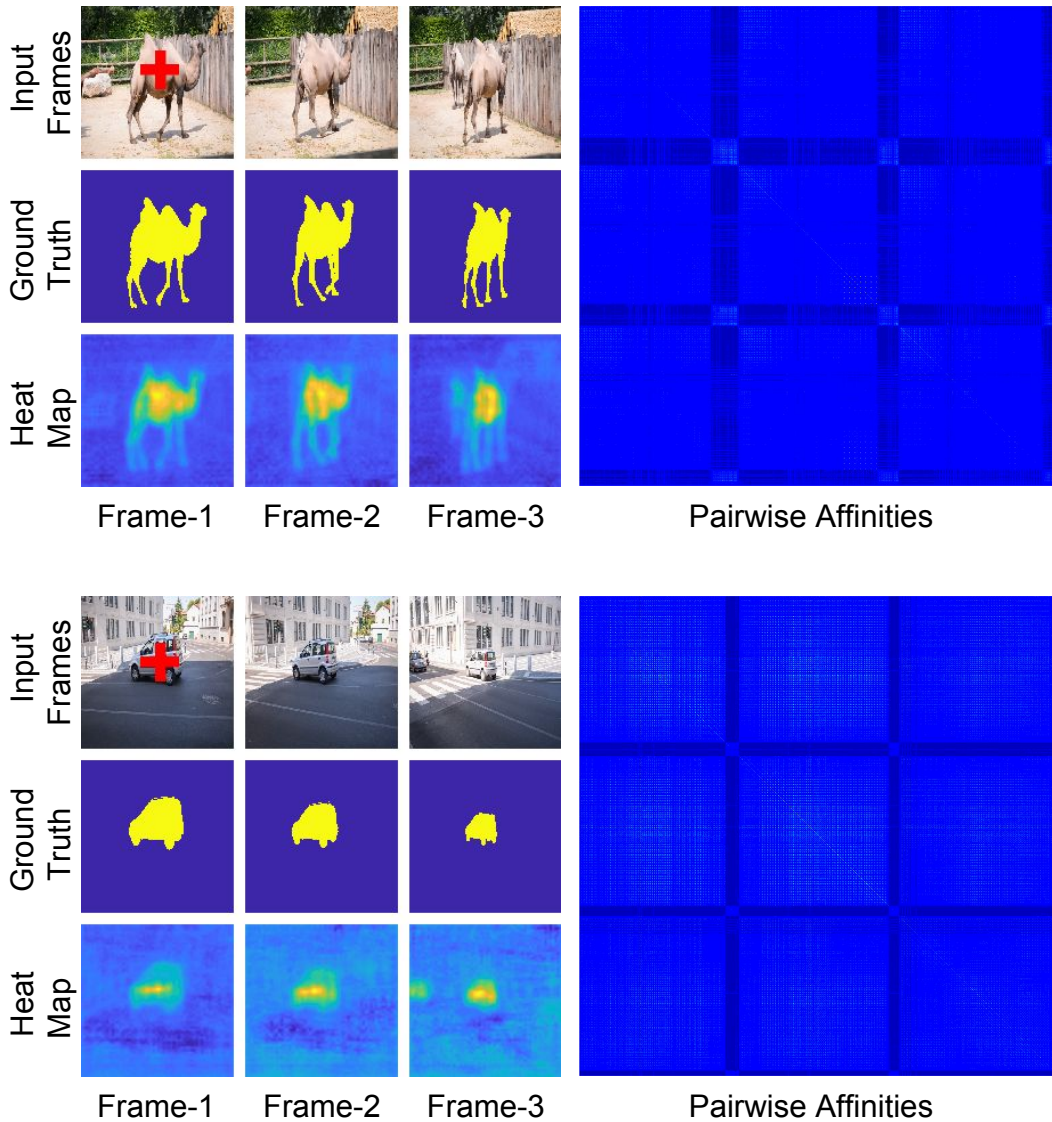 Input
Frames
Ground
Truth
Heat
Map
Frame-1 Frame-2 Frame-3 Pairwise Affinities
Input
Frames
Ground
Truth
Heat
Map
Frame-1 Frame-2 Frame-3 Pairwise Affinities